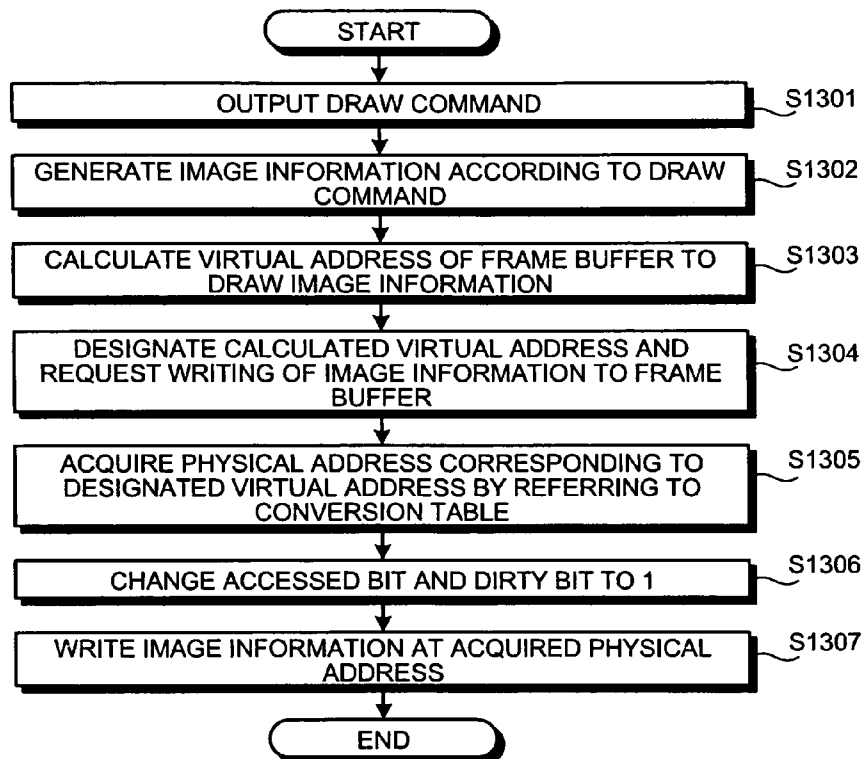 START
OUTPUT DRAW COMMAND
S1301
GENERATE IMAGE INFORMATION ACCORDING TO DRAW
COMMAND
S1302
CALCULATE VIRTUAL ADDRESS OF FRAME BUFFER TO
DRAW IMAGE INFORMATION
S1303
DESIGNATE CALCULATED VIRTUAL ADDRESS AND
REQUEST WRITING OF IMAGE INFORMATION TO FRAME
BUFFER
S1304
ACQUIRE PHYSICAL ADDRESS CORRESPONDING TO
DESIGNATED VIRTUAL ADDRESS BY REFERRING TO
CONVERSION TABLE
S1305
CHANGE ACCESSED BIT AND DIRTY BIT TO 1
S1306
WRITE IMAGE INFORMATION AT ACQUIRED PHYSICAL
ADDRESS
S1307
END